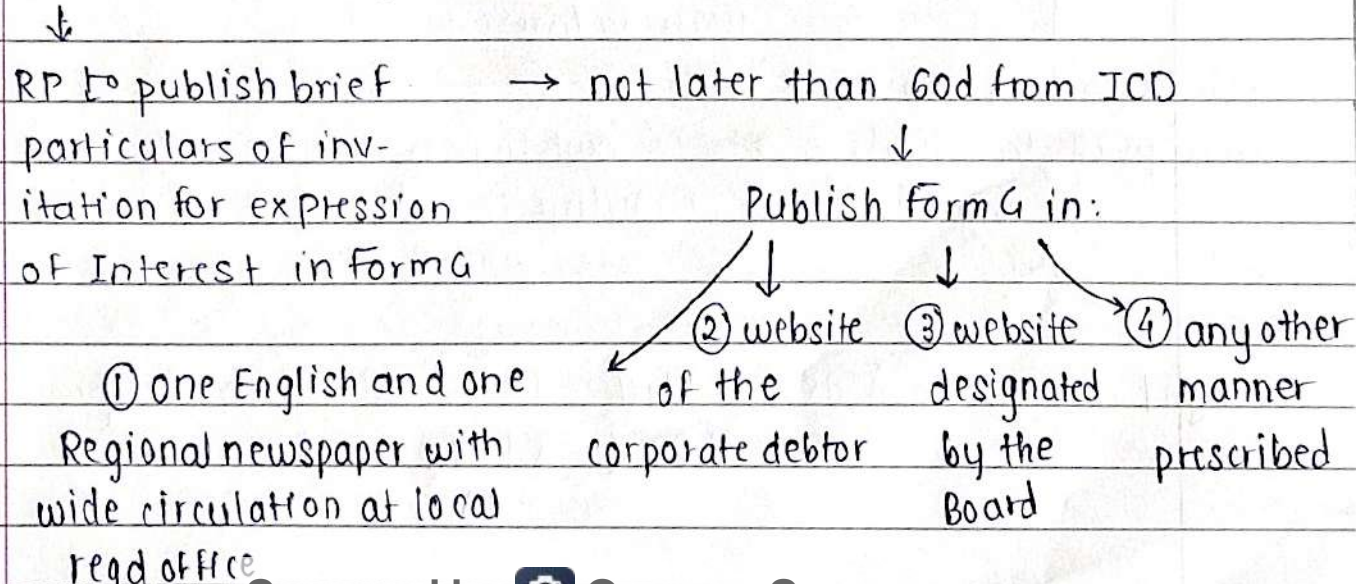 RP to publish brief → not later than 60d from ICD
particulars of inv-
itation for expression
of Interest in Form G
↓
Publish Form G in:
① one English and one
Regional newspaper with
wide circulation at local
regd office
② website
of the
corporate debtor
③ website
designated
by the
Board
④ any other
manner
prescribed